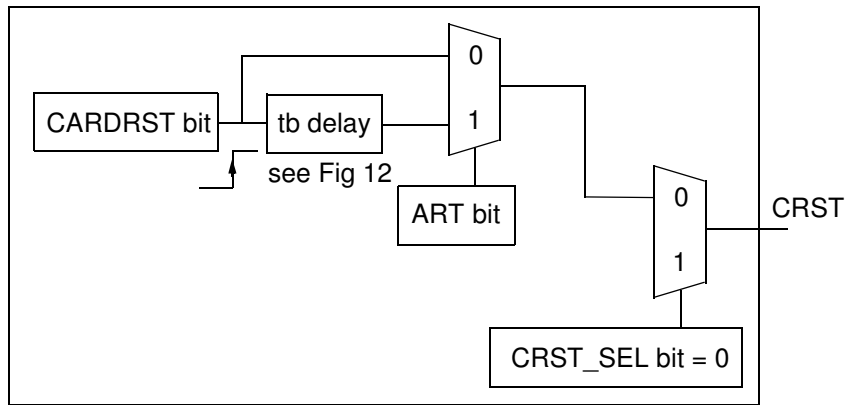 0
CARDRST bit
tb delay
1
see Fig 12
ART bit
0
CRST
1
CRST_SEL bit = 0